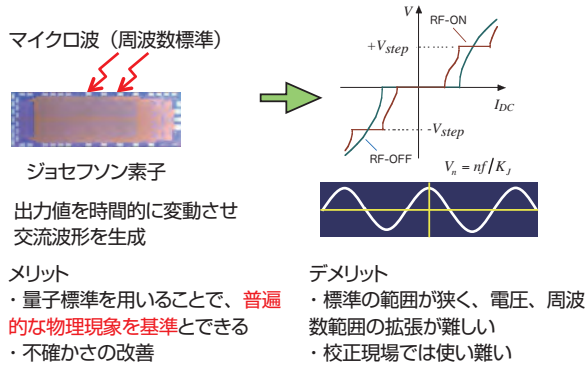 マイクロ波（周波数標準）
ジョセフソン素子
出力値を時間的に変動させ
交流波形を生成
V
RF-ON
+Vstep
IDC
-Vstep
RF-OFF
Vn = nf/KJ
メリット
・量子標準を用いることで、普遍
的な物理現象を基準とできる
・不確かさの改善
デメリット
・標準の範囲が狭く、電圧、周波
数範囲の拡張が難しい
・校正現場では使い難い